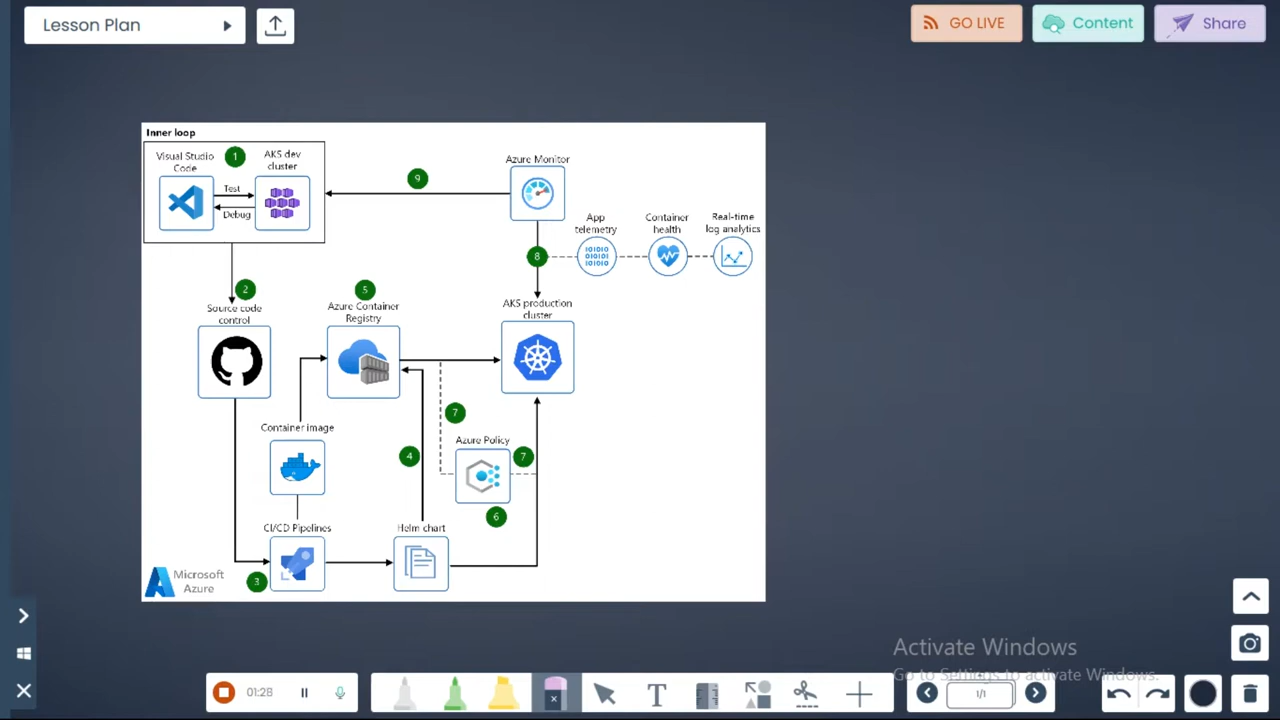 Lesson Plan
GO LIVE
Content
Share
Inner loop
Visual Studio
Code
1
AKS dev
cluster
Test
Debug
9
Azure Monitor
App
telemetry
Container
health
Real-time
log analytics
8
01010
010101
01010
2
Source code
control
5
Azure Container
Registry
AKS production
cluster
7
Container image
4
Azure Policy
7
6
CI/CD Pipelines
Helm chart
3
Microsoft
Azure
Activate Windows
Go to Settings to activate Windows.
01:28
T
1/1